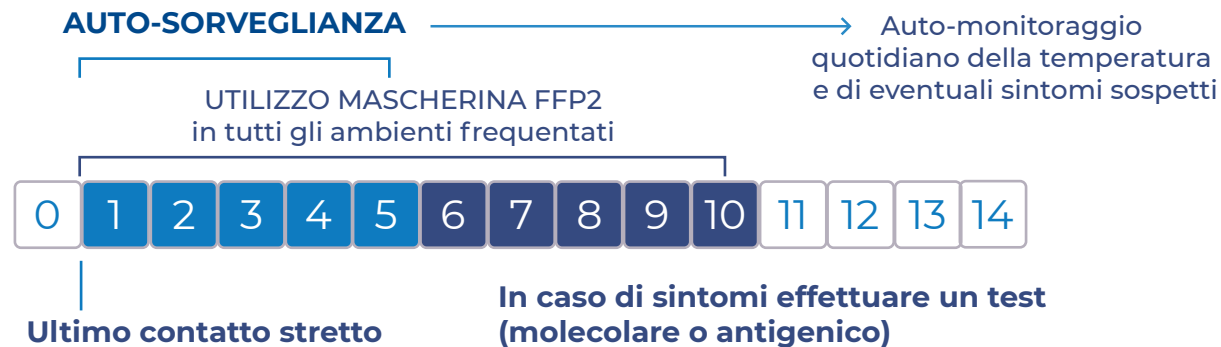 AUTO-SORVEGLIANZA
Auto-monitoraggio
quotidiano della temperatura
e di eventuali sintomi sospetti
UTILIZZO MASCHERINA FFP2
in tutti gli ambienti frequentati
0 1 2 3 4 5 6 7 8 9 10 11 12 13 14
Ultimo contatto stretto
In caso di sintomi effettuare un test
(molecolare o antigenico)